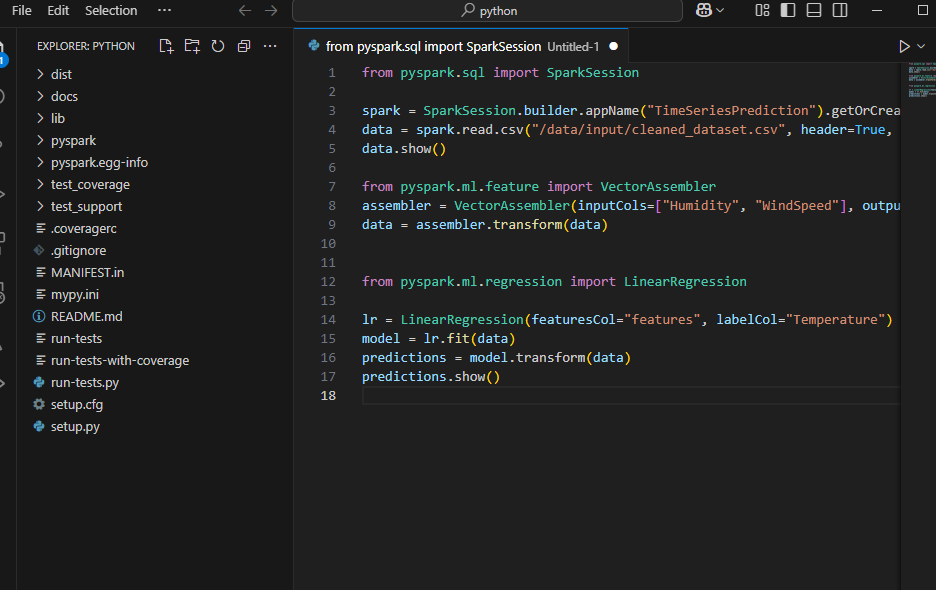 File Edit Selection ··· python
EXPLORER: PYTHON
from pyspark.sql import SparkSession Untitled-1
dist
docs
lib
pyspark
pyspark.egg-info
test_coverage
test_support
.coveragerc
.gitignore
MANIFEST.in
mypy.ini
README.md
run-tests
run-tests-with-coverage
run-tests.py
setup.cfg
setup.py
1 from pyspark.sql import SparkSession
2
3 spark = SparkSession.builder.appName("TimeSeriesPrediction").getOrCrea
4 data = spark.read.csv("/data/input/cleaned_dataset.csv", header=True,
5 data.show()
6
7 from pyspark.ml.feature import VectorAssembler
8 assembler = VectorAssembler(inputCols=["Humidity", "WindSpeed"], outpu
9 data = assembler.transform(data)
10
11
12 from pyspark.ml.regression import LinearRegression
13
14 lr = LinearRegression(featuresCol="features", labelCol="Temperature")
15 model = lr.fit(data)
16 predictions = model.transform(data)
17 predictions.show()
18